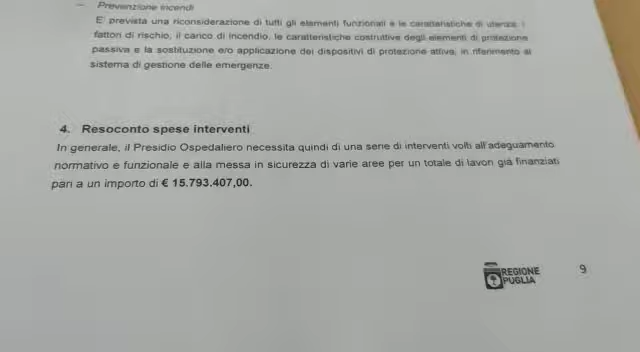 – Prevenzione incendi
E' prevista una riconsiderazione di tutti gli elementi funzionali e le caratteristiche di utenza: i
fattori di rischio, il carico di incendio, le caratteristiche costruttive degli elementi di protezione
passiva e la sostituzione e/o applicazione dei dispositivi di protezione attiva, in riferimento al
sistema di gestione delle emergenze.
4. Resoconto spese interventi
In generale, il Presidio Ospedaliero necessita quindi di una serie di interventi volti all'adeguamento
normativo e funzionale e alla messa in sicurezza di varie aree per un totale di lavori già finanziati
pari a un importo di € 15.793.407,00.
REGIONE
PUGLIA
9